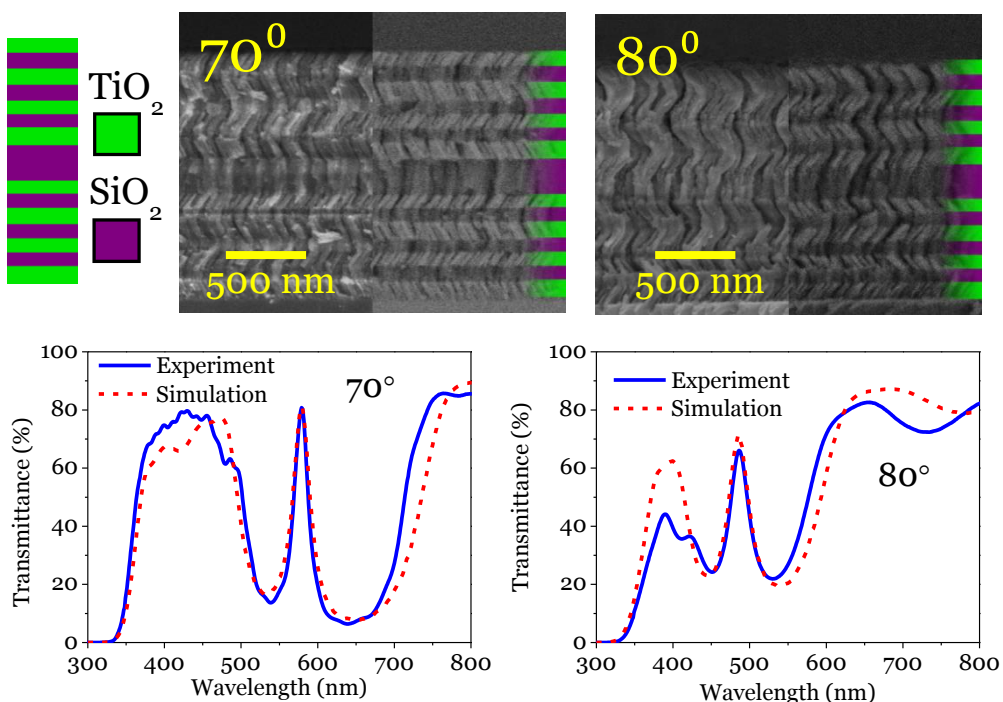 TiO2
SiO2
70⁰
500 nm
80⁰
500 nm
Transmittance (%)
100
80
60
40
20
0
Experiment
Simulation
70°
300 400 500 600 700 800
Wavelength (nm)
Transmittance (%)
100
80
60
40
20
0
Experiment
Simulation
80°
300 400 500 600 700 800
Wavelength (nm)